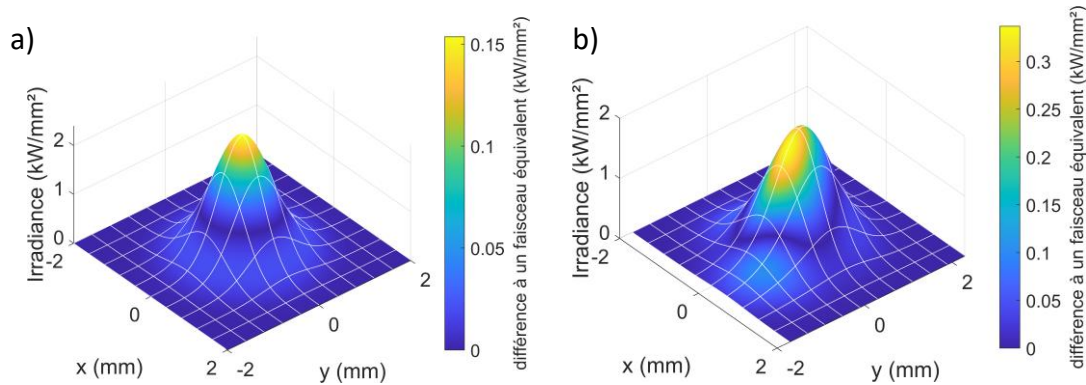 a)
Irradiance (kW/mm²)
2
1
0
-2
0
2
x (mm)
-2
0
2
y (mm)
0.15
0.1
0.05
0
différence à un faisceau équivalent (kW/mm²)
b)
Irradiance (kW/mm²)
2
1
0
-2
0
2
x (mm)
-2
0
2
y (mm)
0.3
0.25
0.2
0.15
0.1
0.05
0
différence à un faisceau équivalent (kW/mm²)